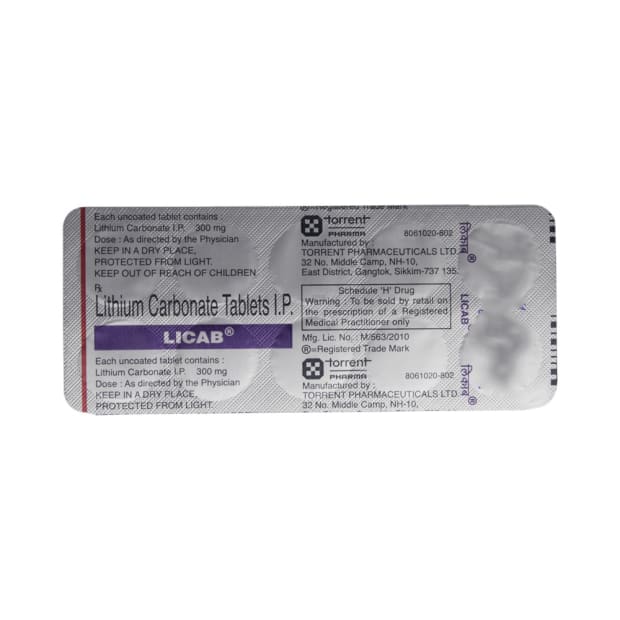 Each uncoated tablet contains :
Lithium Carbonate I.P. 300 mg
Dose : As directed by the Physician
KEEP IN A DRY PLACE,
PROTECTED FROM LIGHT.
KEEP OUT OF REACH OF CHILDREN
Rx
Lithium Carbonate Tablets I.P.
LICAB®
Each uncoated tablet contains :
Lithium Carbonate I.P. 300 mg
Dose : As directed by the Physician
KEEP IN A DRY PLACE,
PROTECTED FROM LIGHT.
®=Registered Trade Mark
torrent
PHARMA
8061020-802
Manufactured by :
TORRENT PHARMACEUTICALS LTD.
32 No. Middle Camp, NH-10,
East District, Gangtok, Sikkim-737 135.
Schedule 'H' Drug
Warning : To be sold by retail on
the prescription of a Registered
Medical Practitioner only
Mfg. Lic. No. : M/563/2010
®=Registered Trade Mark
torrent
PHARMA
8061020-802
Manufactured by :
TORRENT PHARMACEUTICALS LTD.
32 No. Middle Camp, NH-10,
लिकाब®
LICAB
लिकाब®